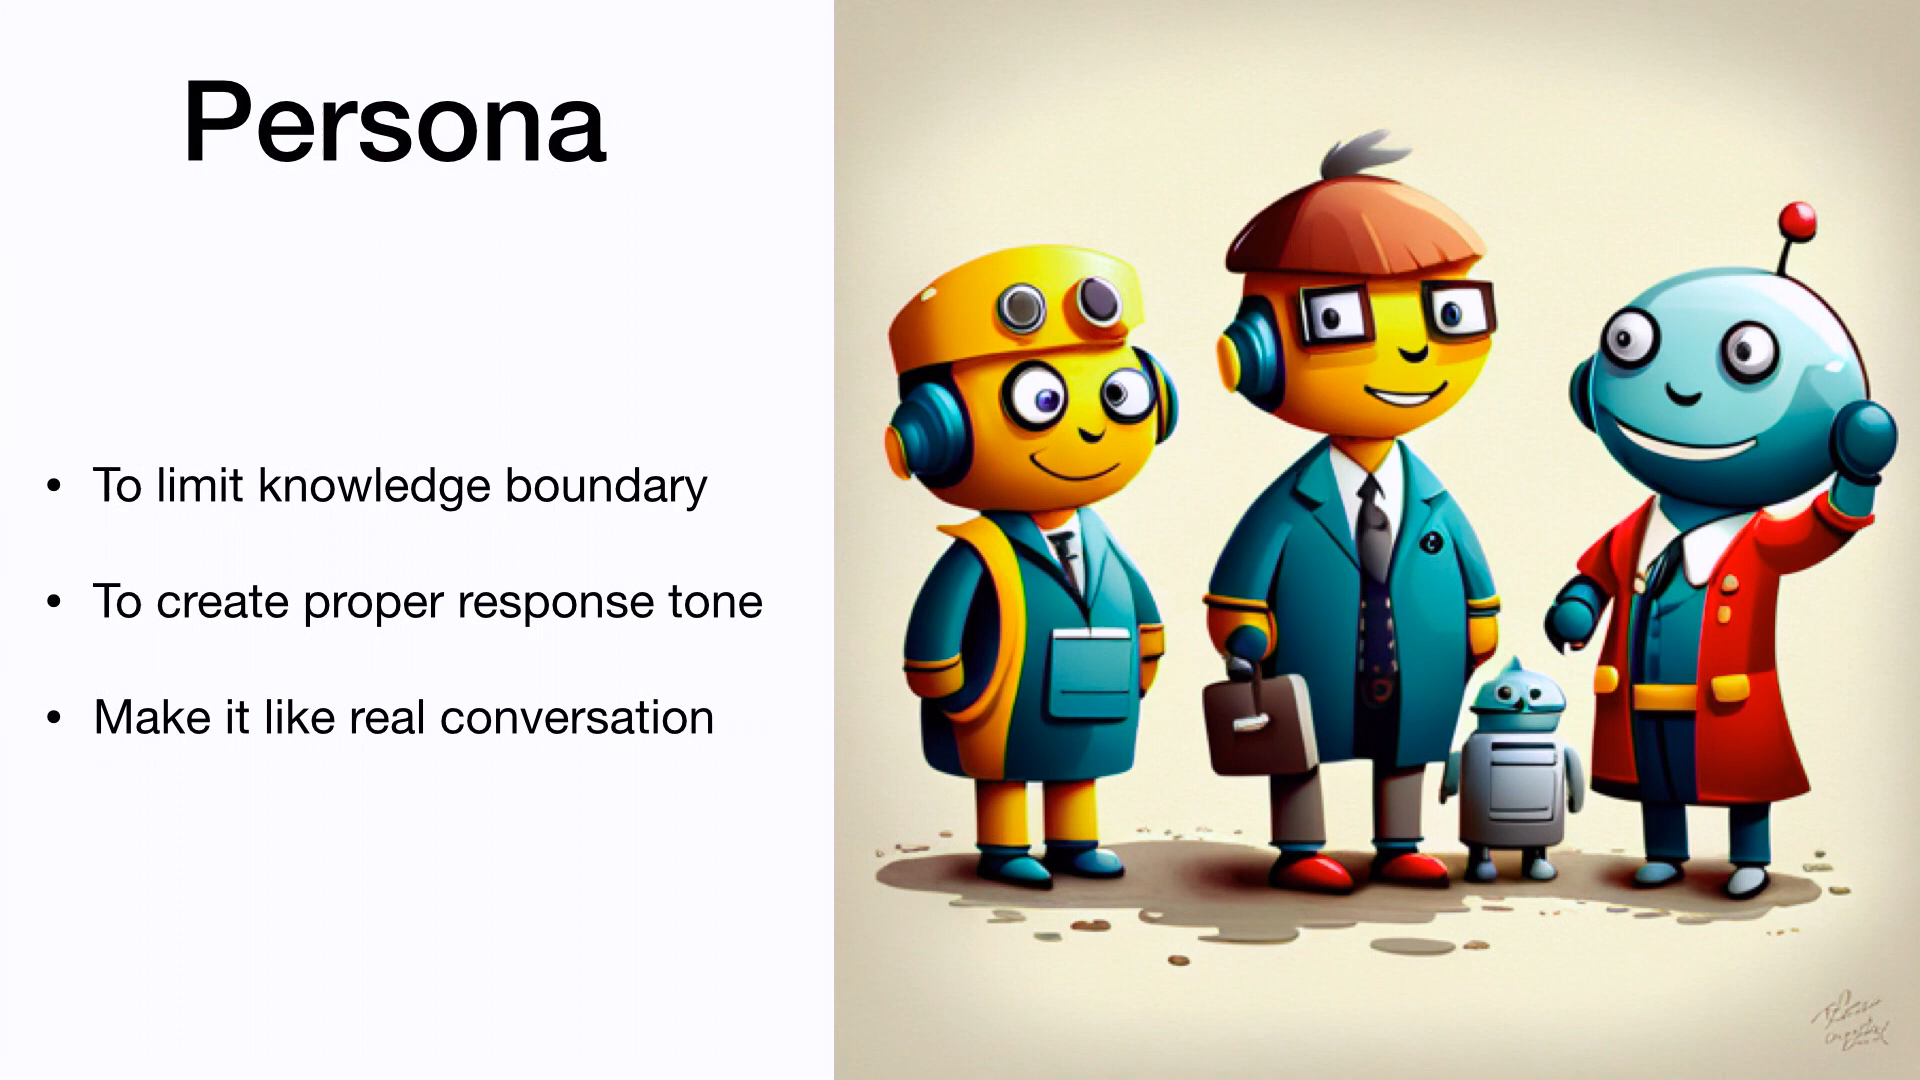 Persona
• To limit knowledge boundary
• To create proper response tone
• Make it like real conversation